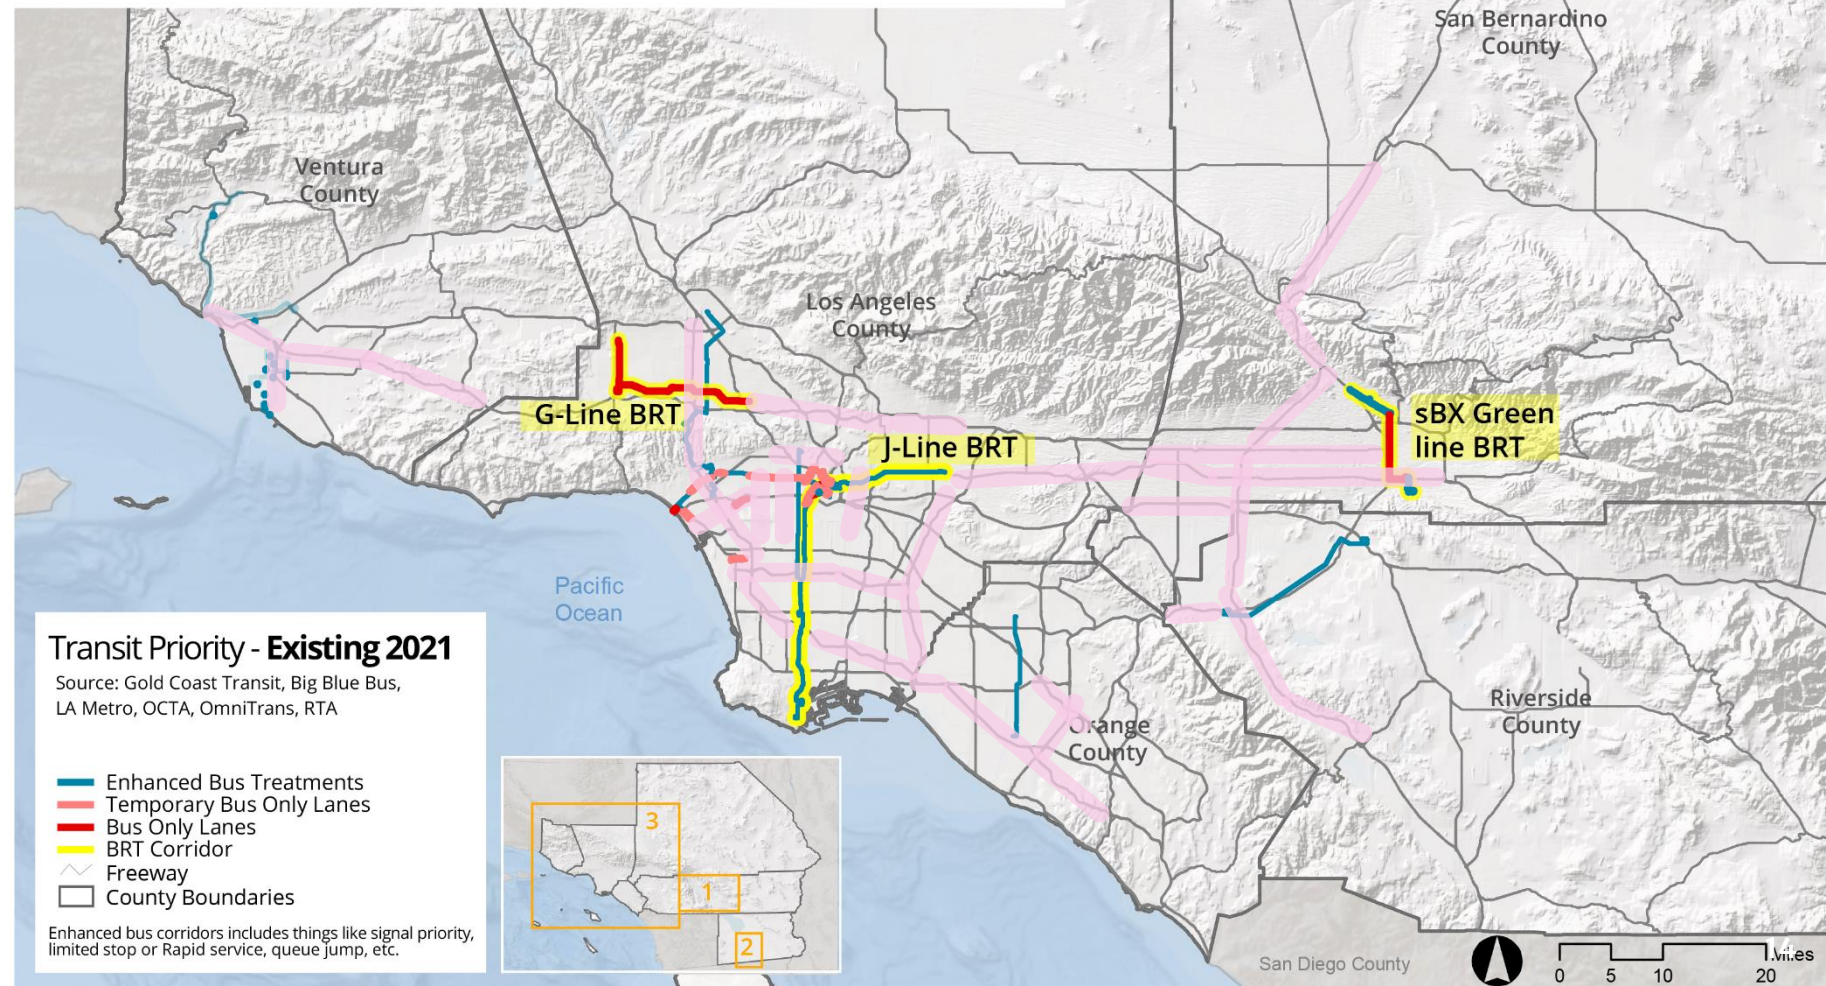 San Bernardino
County
Ventura
County
Los Angeles
County
G-Line BRT
J-Line BRT
sBX Green
line BRT
Pacific
Ocean
Orange
County
Riverside
County
San Diego County
Transit Priority - Existing 2021
Source: Gold Coast Transit, Big Blue Bus,
LA Metro, OCTA, OmniTrans, RTA
Enhanced Bus Treatments
Temporary Bus Only Lanes
Bus Only Lanes
BRT Corridor
Freeway
County Boundaries
Enhanced bus corridors includes things like signal priority,
limited stop or Rapid service, queue jump, etc.
3
1
2
14
Miles
0 5 10 20